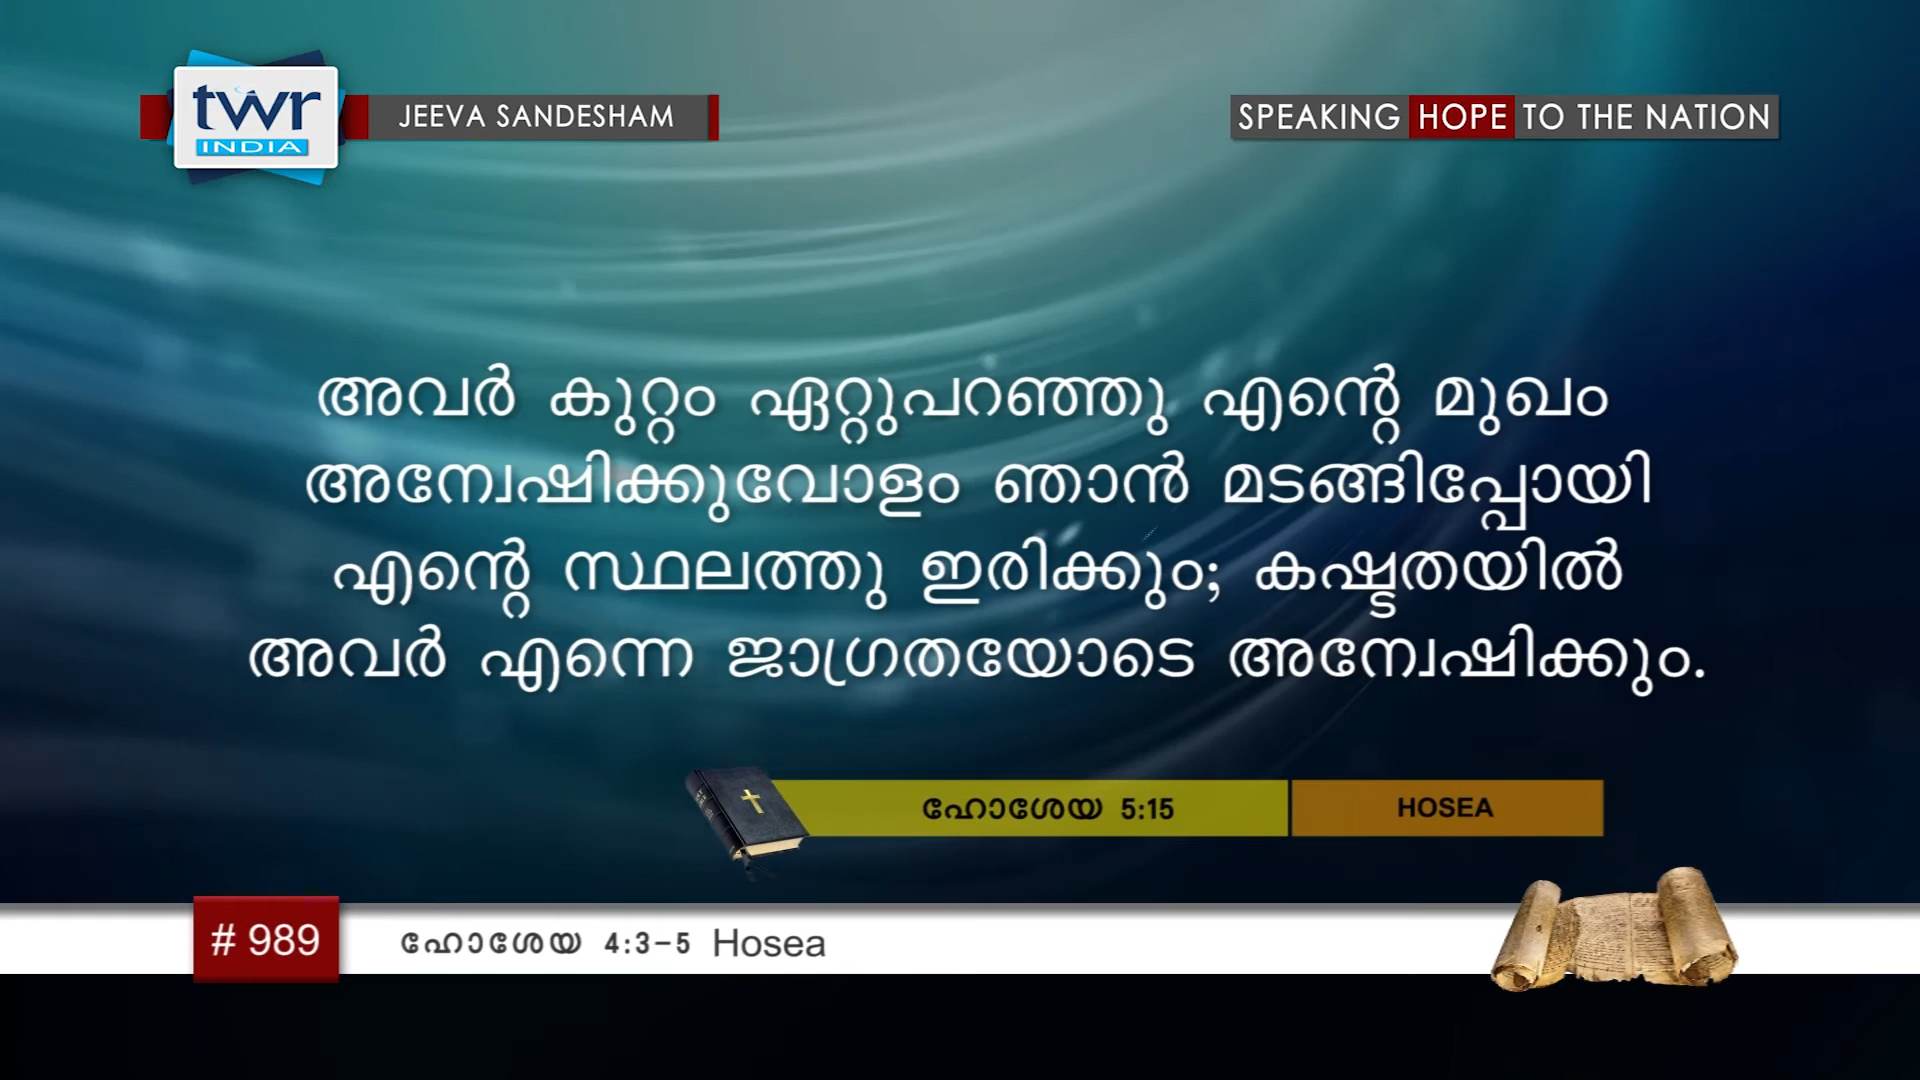 twr
INDIA
JEEVA SANDESHAM
SPEAKING HOPE TO THE NATION
അവർ കുറ്റം ഏറ്റുപറഞ്ഞു എന്റെ മുഖം
അന്വേഷിക്കുവോളം ഞാൻ മടങ്ങിപ്പോയി
എന്റെ സ്ഥലത്തു ഇരിക്കും; കഷ്ടതയിൽ
അവർ എന്നെ ജാഗ്രതയോടെ അന്വേഷിക്കും.
ഹോശേയ 5:15
HOSEA
# 989
ഹോശേയ 4:3-5 Hosea